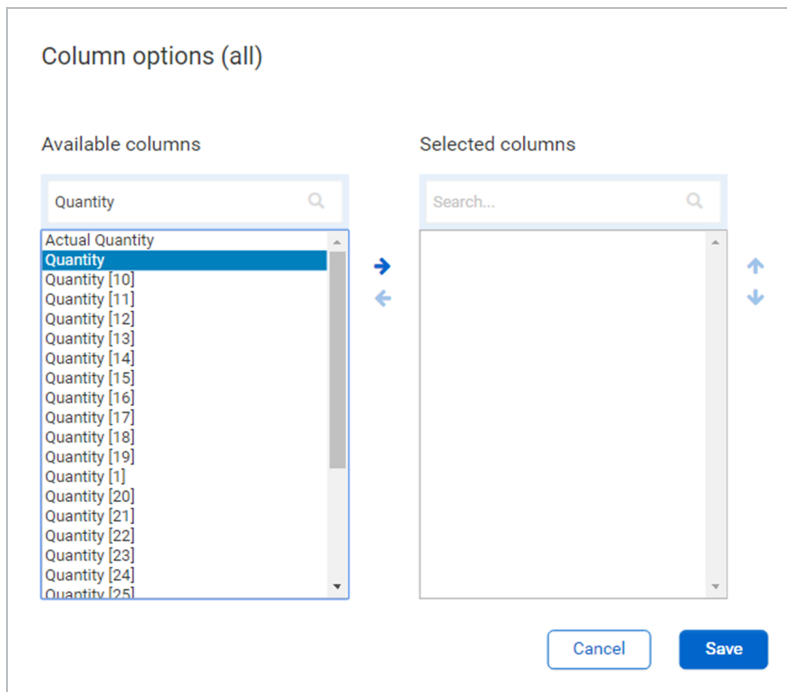 Column options (all)
Available columns
Selected columns
Quantity
Search...
Actual Quantity
Quantity
Quantity [10]
Quantity [11]
Quantity [12]
Quantity [13]
Quantity [14]
Quantity [15]
Quantity [16]
Quantity [17]
Quantity [18]
Quantity [19]
Quantity [1]
Quantity [20]
Quantity [21]
Quantity [22]
Quantity [23]
Quantity [24]
Quantity [25]
Cancel
Save